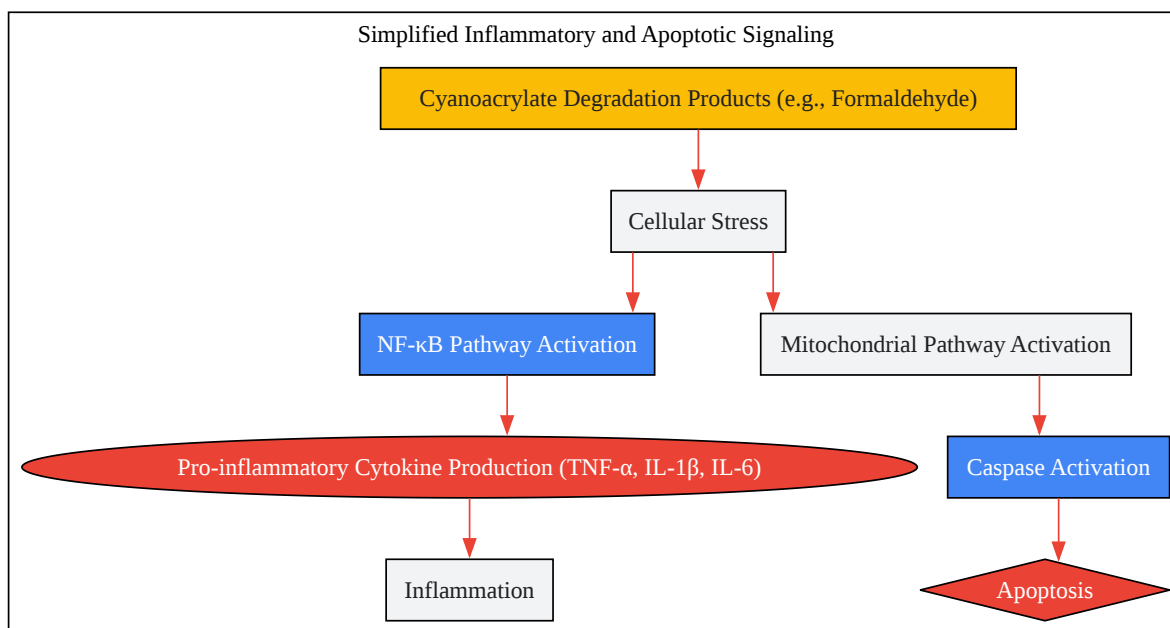 Simplified Inflammatory and Apoptotic Signaling
Cyanoacrylate Degradation Products (e.g., Formaldehyde)
Cellular Stress
NF-κB Pathway Activation
Mitochondrial Pathway Activation
Pro-inflammatory Cytokine Production (TNF-α, IL-1β, IL-6)
Caspase Activation
Inflammation
Apoptosis